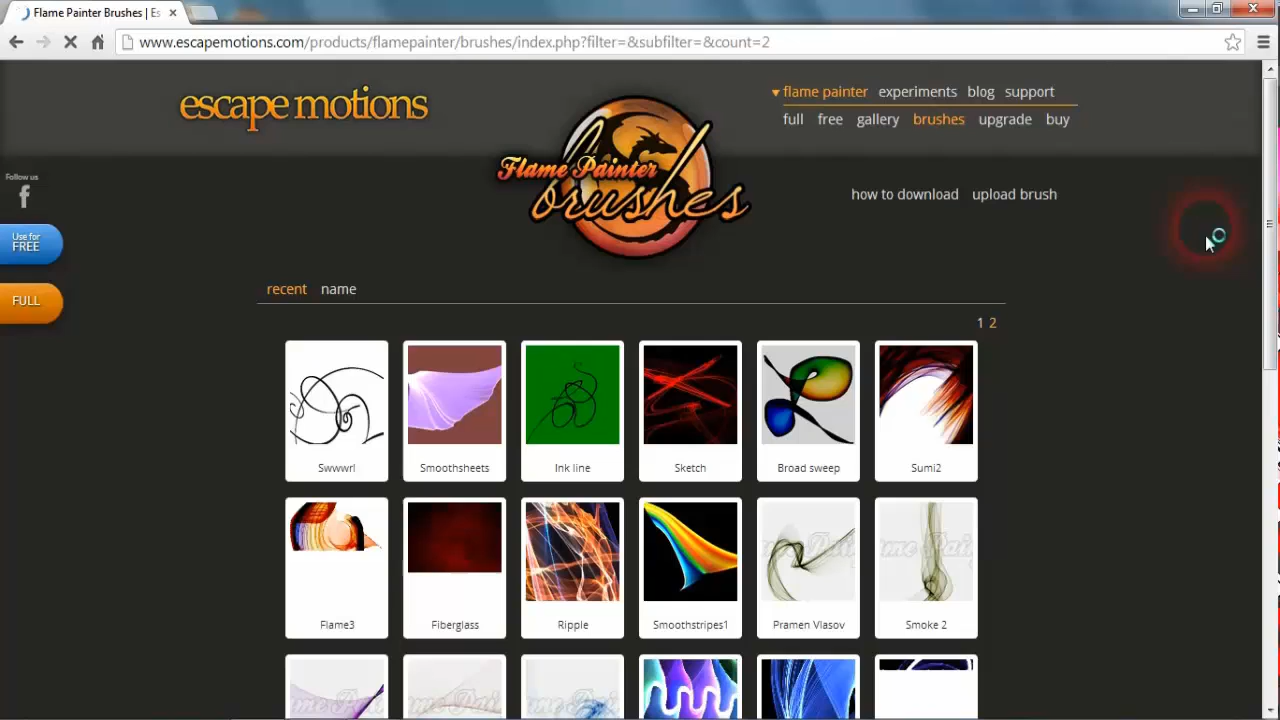 Flame Painter Brushes | Es
www.escapemotions.com/products/flamepainter/brushes/index.php?filter=&subfilter=&count=2
escape motions
flame painter experiments blog support
full free gallery brushes upgrade buy
Flame Painter
brushes
how to download upload brush
Follow us
f
Use for
FREE
FULL
recent name
1 2
Swwwrl Smoothsheets Ink line Sketch Broad sweep Sumi2
Flame3 Fiberglass Ripple Smoothstripes1 Pramen Vlasov Smoke 2